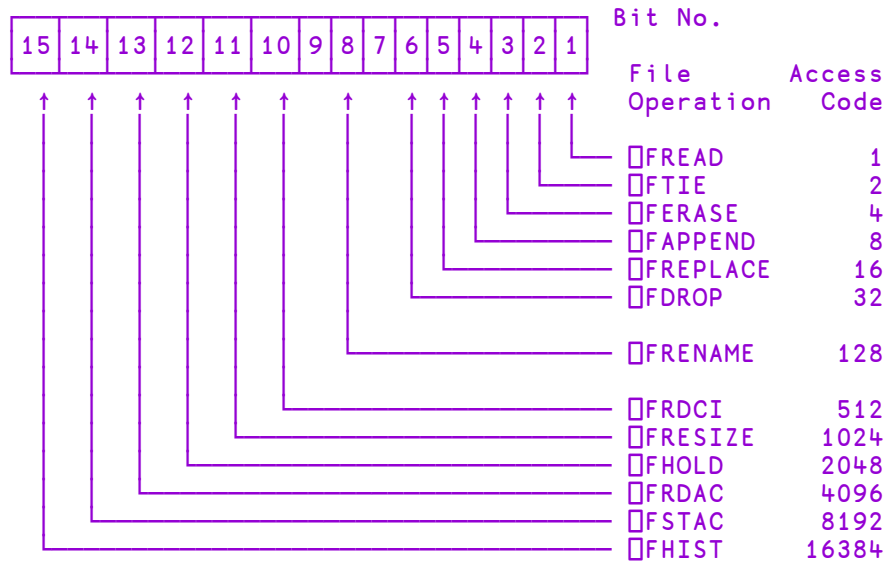 Bit No.
15 14 13 12 11 10 9 8 7 6 5 4 3 2 1
File Access
Operation Code
⎕FREAD 1
⎕FTIE 2
⎕FERASE 4
⎕FAPPEND 8
⎕FREPLACE 16
⎕FDROP 32
⎕FRENAME 128
⎕FRDCI 512
⎕FRESIZE 1024
⎕FHOLD 2048
⎕FRDAC 4096
⎕FSTAC 8192
⎕FHIST 16384